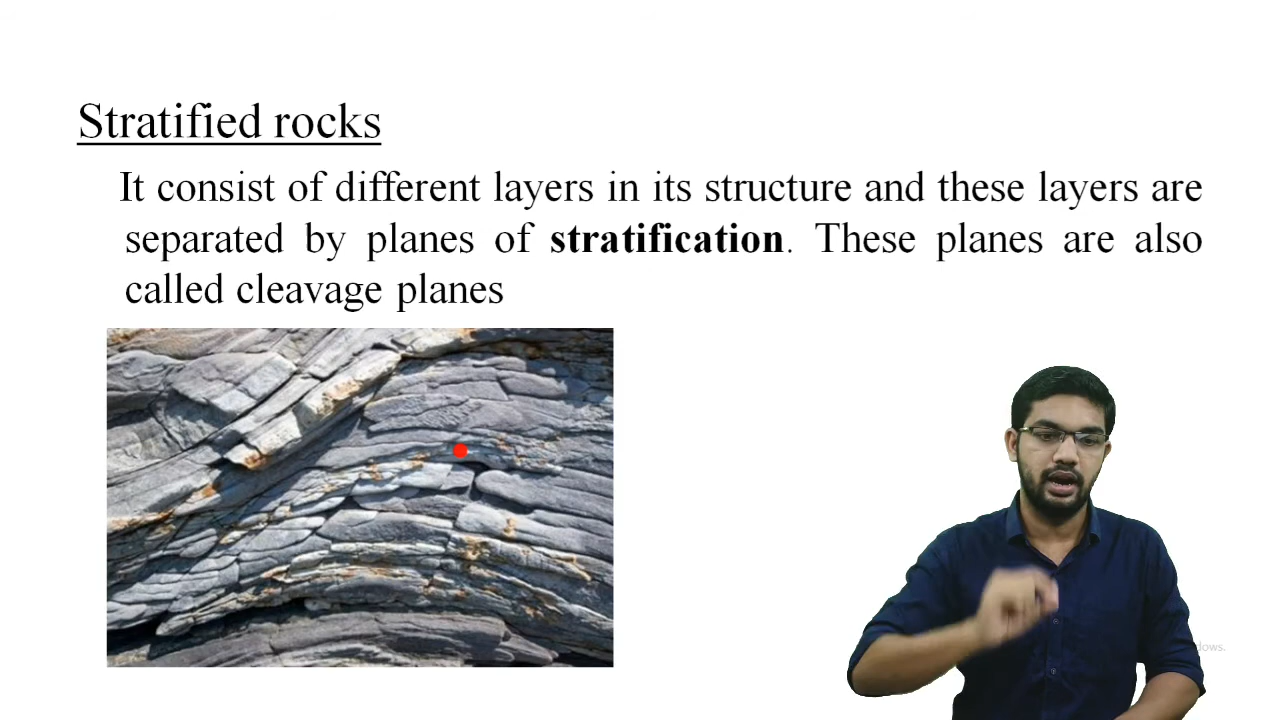 Stratified rocks
It consist of different layers in its structure and these layers are
separated by planes of stratification. These planes are also
called cleavage planes
dows.